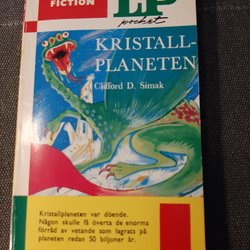 FICTION
LP
pocket
KRISTALL-
PLANETEN
Clifford D. Simak
Kristallplaneten var döende.
Någon skulle få överta de enorma
förråd av vetande som lagrats på
planeten redan 50 biljoner år.